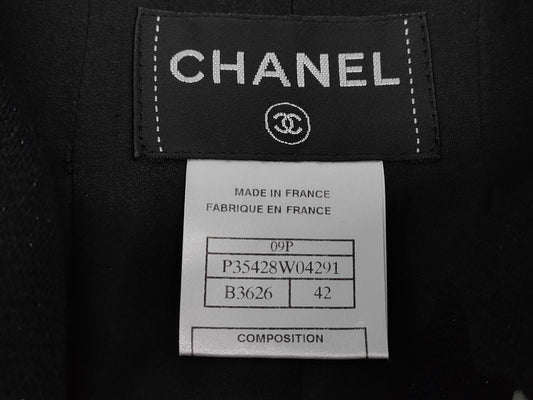 CHANEL
MADE IN FRANCE
FABRIQUE EN FRANCE
09P
P35428W04291
B3626 42
COMPOSITION